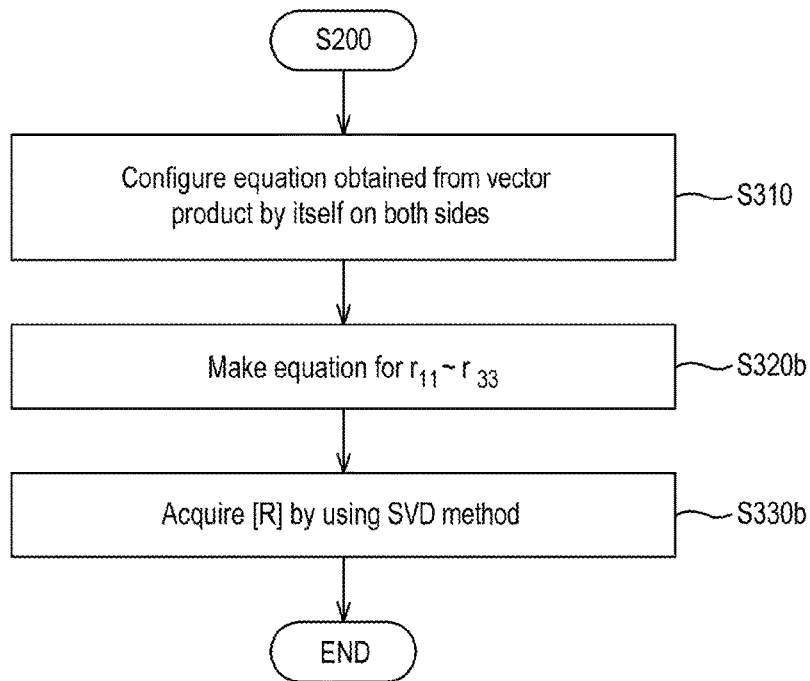 S200
Configure equation obtained from vector
product by itself on both sides
S310
Make equation for r11 ~ r33
S320b
Acquire [R] by using SVD method
S330b
END